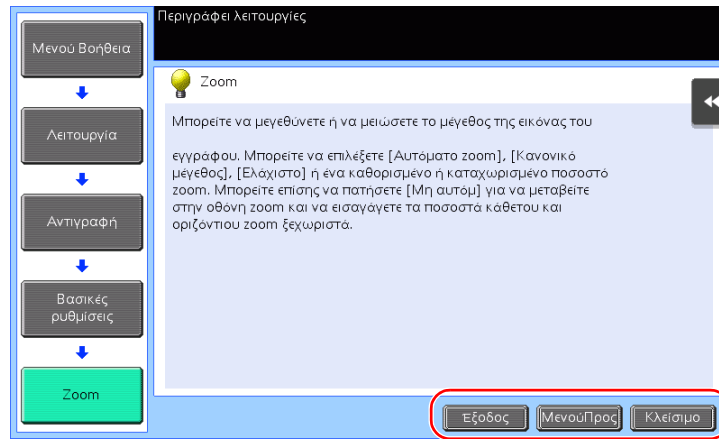 Περιγράφει λειτουργίες
Μενού Βοήθεια
Λειτουργία
Αντιγραφή
Βασικές
ρυθμίσεις
Zoom
Zoom
Μπορείτε να μεγεθύνετε ή να μειώσετε το μέγεθος της εικόνας του
εγγράφου. Μπορείτε να επιλέξετε [Αυτόματο zoom], [Κανονικό
μέγεθος], [Ελάχιστο] ή ένα καθορισμένο ή καταχωρισμένο ποσοστό
zoom. Μπορείτε επίσης να πατήσετε [Μη αυτόμ] για να μεταβείτε
στην οθόνη zoom και να εισαγάγετε τα ποσοστά κάθετου και
οριζόντιου zoom ξεχωριστά.
Έξοδος
ΜενούΠρος
Κλείσιμο